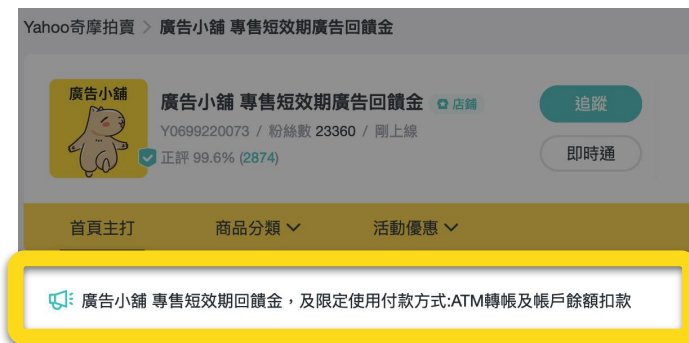 Yahoo奇摩拍賣 > 廣告小舖 專售短效期廣告回饋金
廣告小舖
廣告小舖 專售短效期廣告回饋金 店鋪
Y0699220073 / 粉絲數 23360 / 剛上線
正評 99.6% (2874)
追蹤
即時通
首頁主打 商品分類 活動優惠
廣告小舖 專售短效期回饋金，及限定使用付款方式:ATM轉帳及帳戶餘額扣款